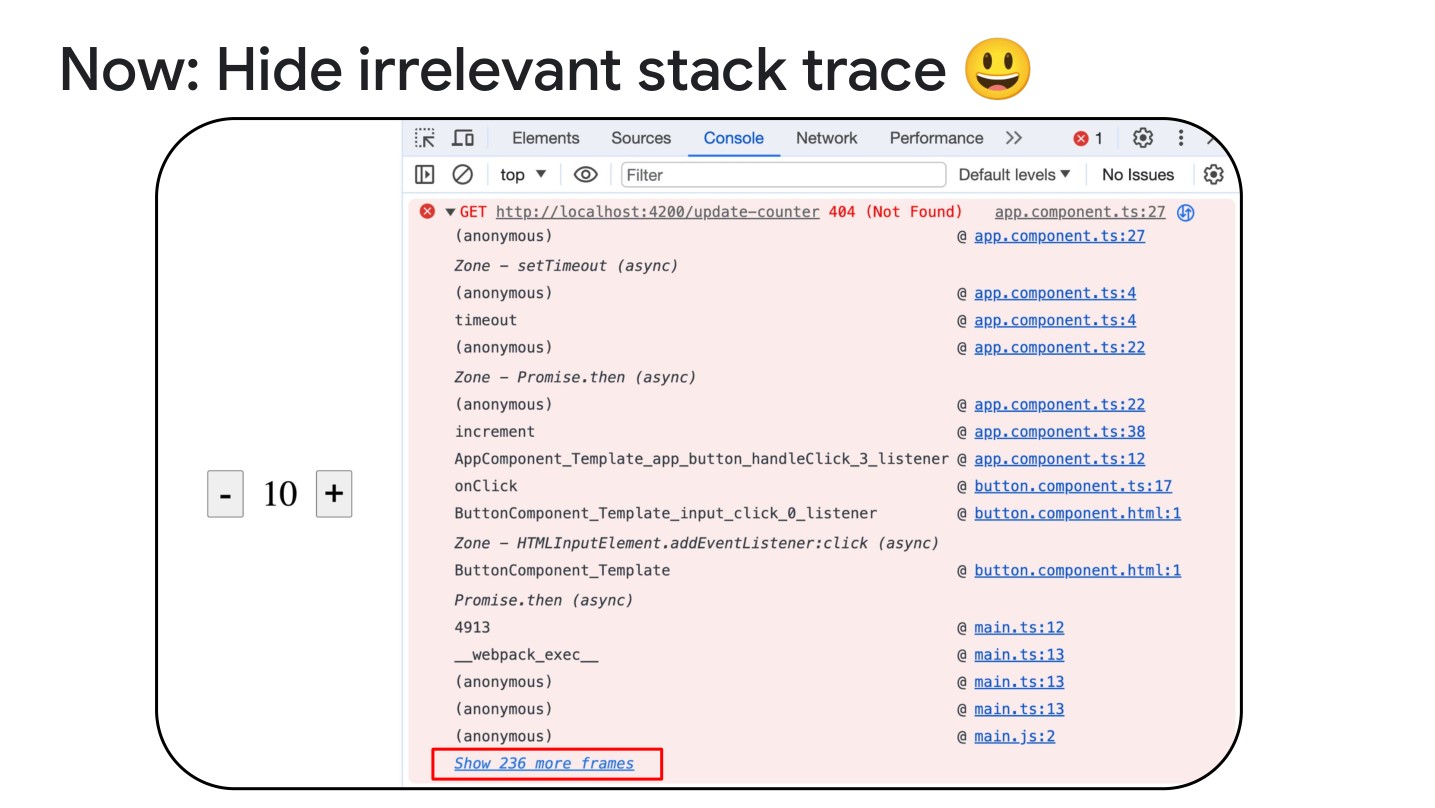 Now: Hide irrelevant stack trace 😃
Elements Sources Console Network Performance 1
top Filter Default levels No Issues
GET http://localhost:4200/update-counter 404 (Not Found) app.component.ts:27
(anonymous) @ app.component.ts:27
Zone – setTimeout (async)
(anonymous) @ app.component.ts:4
timeout @ app.component.ts:4
(anonymous) @ app.component.ts:22
Zone – Promise.then (async)
(anonymous) @ app.component.ts:22
increment @ app.component.ts:38
AppComponent_Template_app_button_handleClick_3_listener @ app.component.ts:12
onClick @ button.component.ts:17
ButtonComponent_Template_input_click_0_listener @ button.component.html:1
Zone – HTMLInputElement.addEventListener:click (async)
ButtonComponent_Template @ button.component.html:1
Promise.then (async)
4913 @ main.ts:12
__webpack_exec__ @ main.ts:13
(anonymous) @ main.ts:13
(anonymous) @ main.ts:13
(anonymous) @ main.js:2
Show 236 more frames
- 10 +